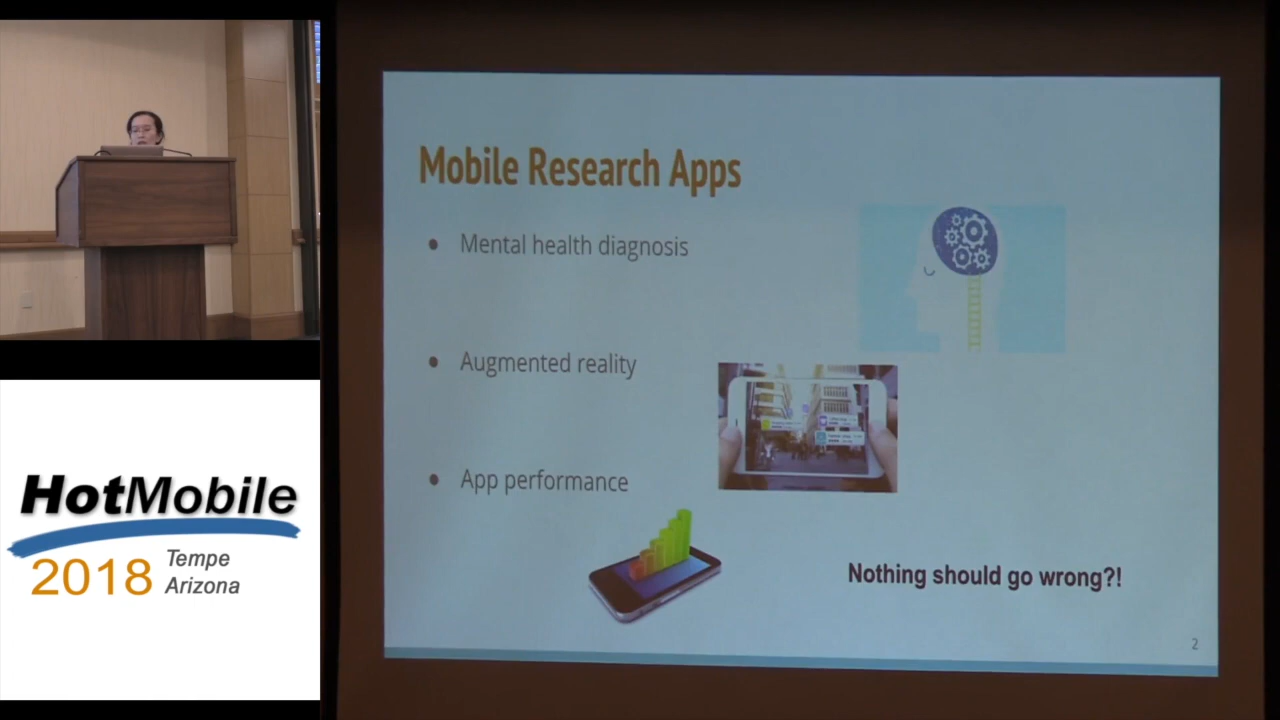 Mobile Research Apps
• Mental health diagnosis
• Augmented reality
• App performance
Nothing should go wrong?!
2
HotMobile
2018 Tempe
Arizona